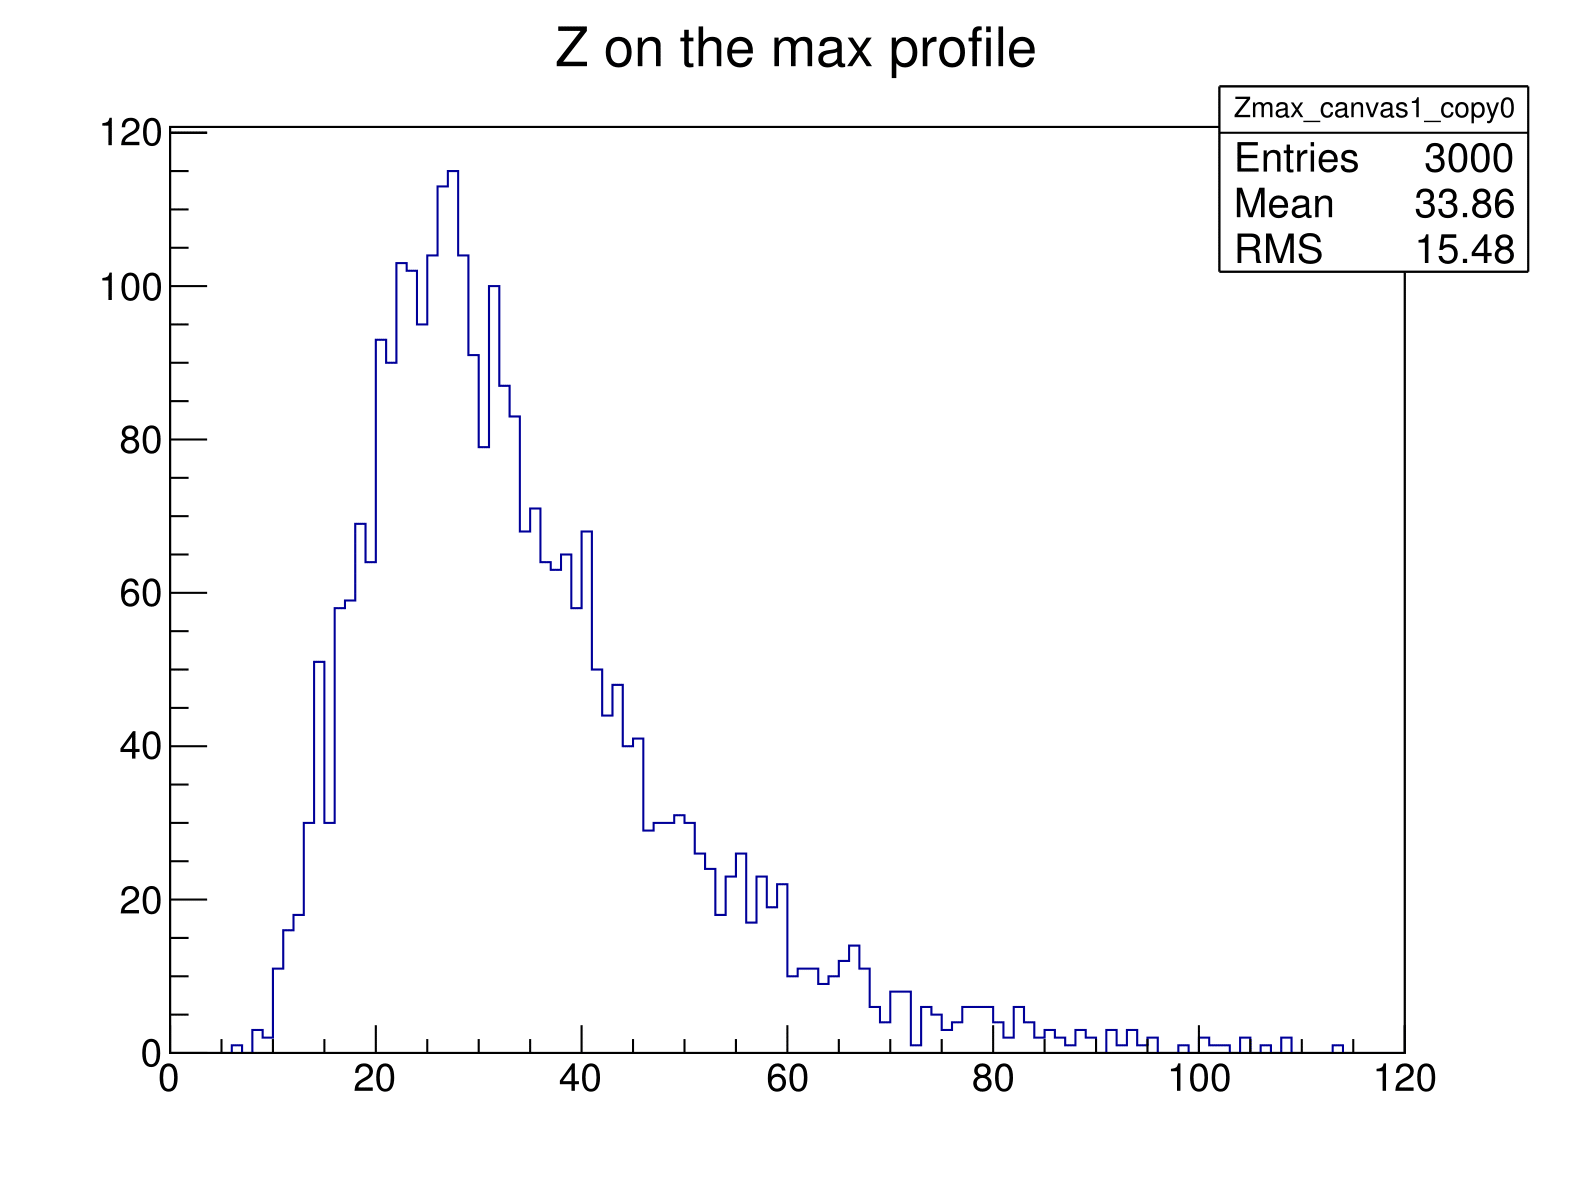 Z on the max profile
Zmax_canvas1_copy0
Entries 3000
Mean 33.86
RMS 15.48
120
100
80
60
40
20
0
0 20 40 60 80 100 120